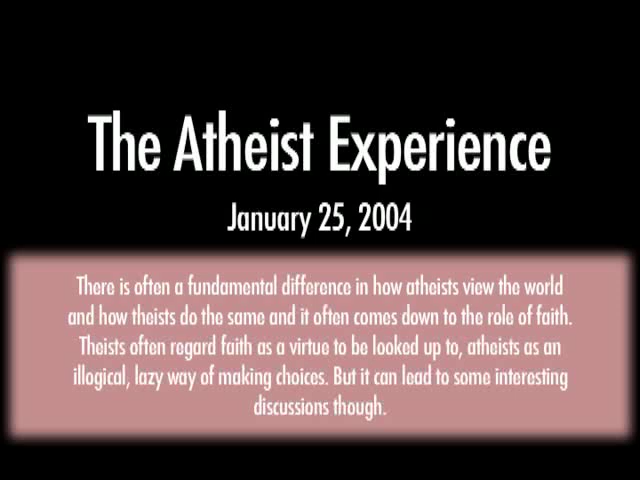 The Atheist Experience
January 25, 2004
There is often a fundamental difference in how atheists view the world
and how theists do the same and it often comes down to the role of faith.
Theists often regard faith as a virtue to be looked up to, atheists as an
illogical, lazy way of making choices. But it can lead to some interesting
discussions though.